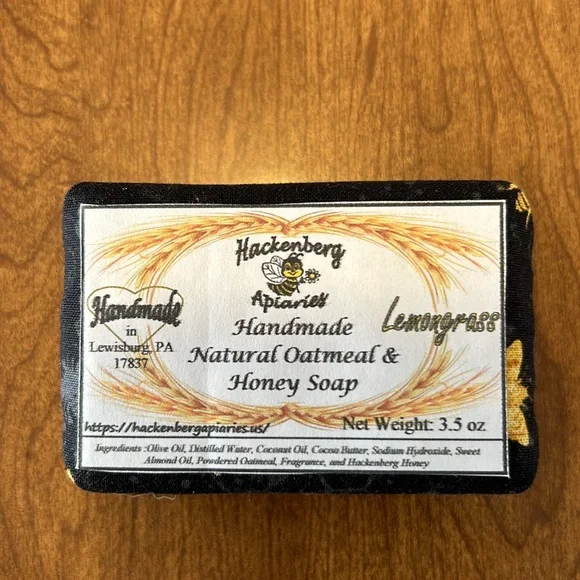 Hackenberg
Apiaries
Handmade
in
Lewisburg, PA
17837
Lemongrass
Handmade
Natural Oatmeal &
Honey Soap
https://hackenbergapiaries.us/
Net Weight: 3.5 oz
Ingredients :Olive Oil, Distilled Water, Coconut Oil, Cocoa Butter, Sodium Hydroxide, Sweet
Almond Oil, Powdered Oatmeal, Fragrance, and Hackenberg Honey